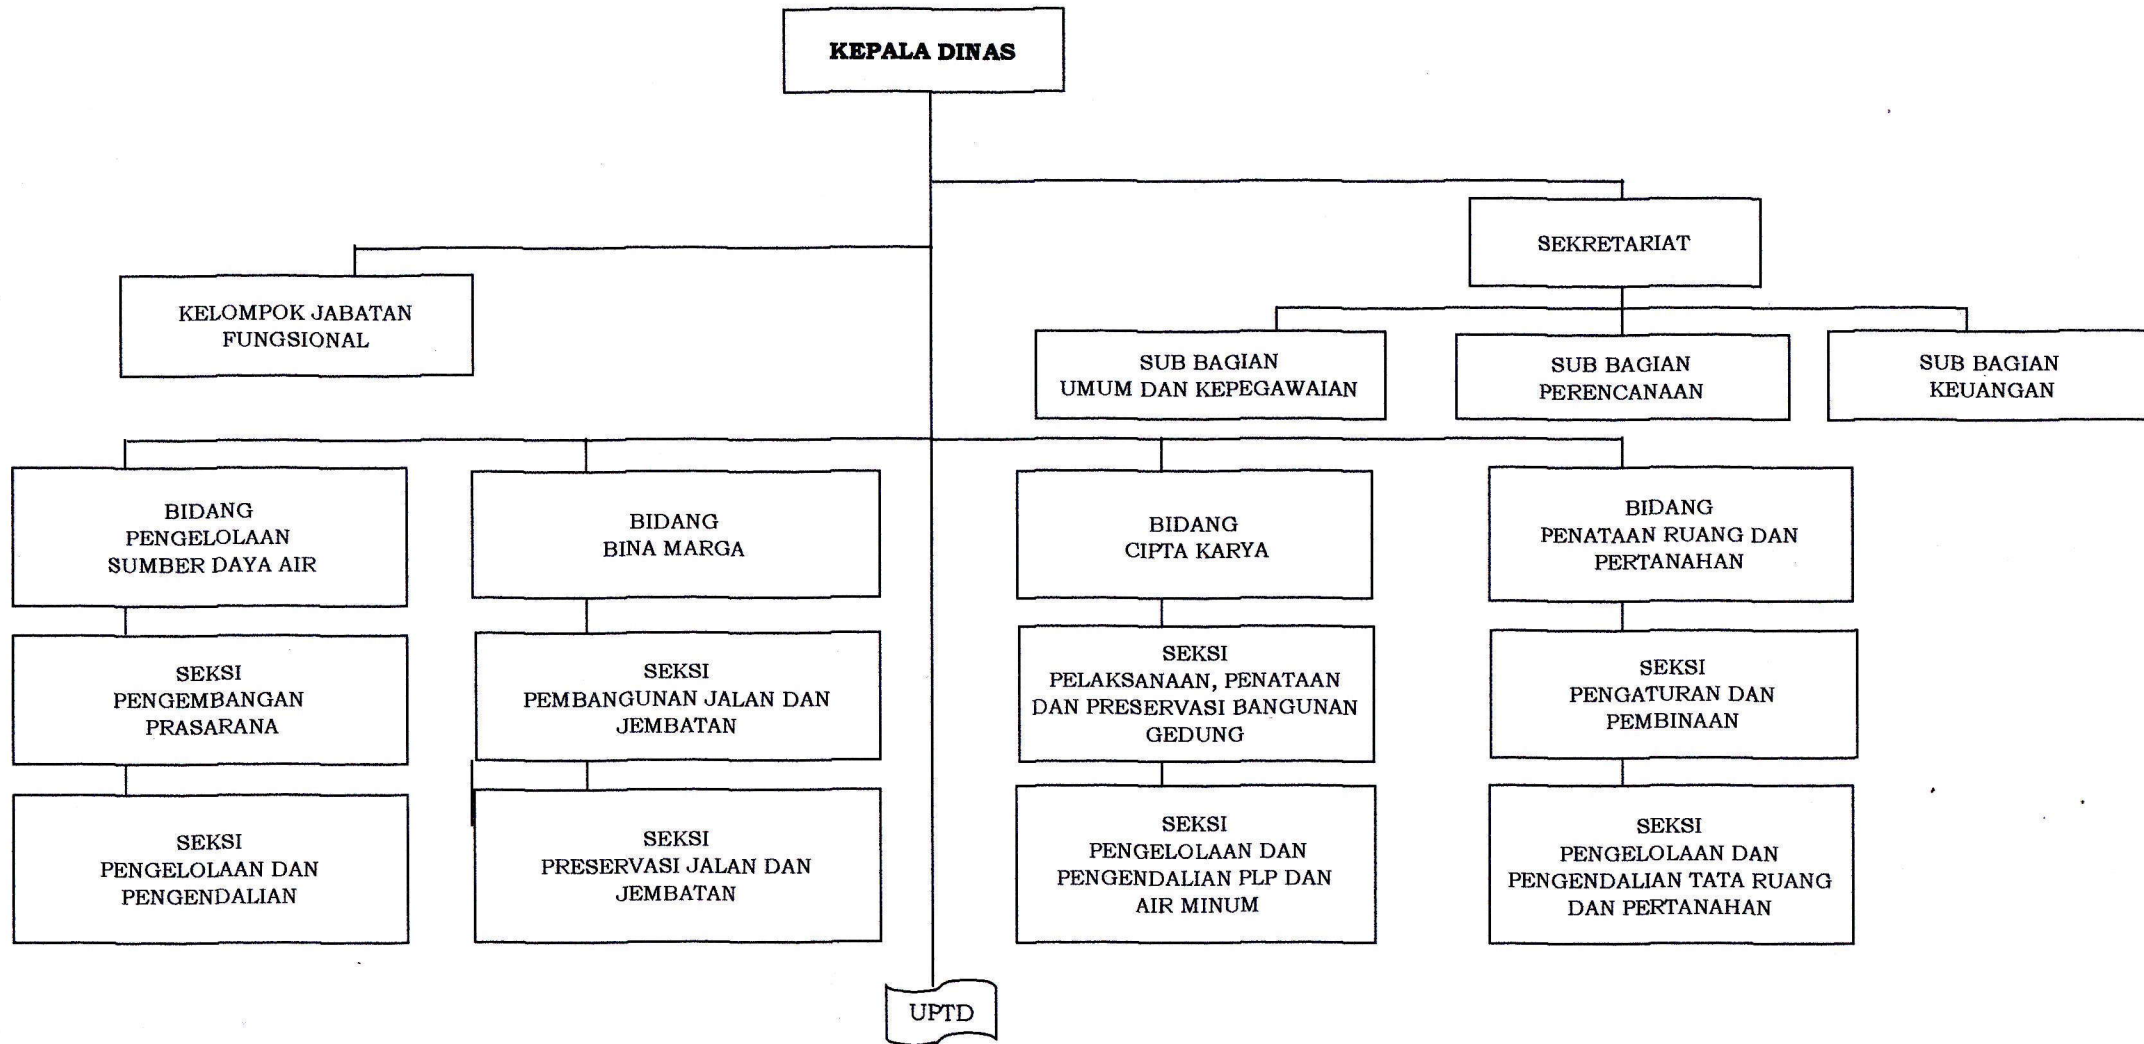 KEPALA DINAS
SEKRETARIAT
KELOMPOK JABATAN
FUNGSIONAL
SUB BAGIAN
UMUM DAN KEPEGAWAIAN
SUB BAGIAN
PERENCANAAN
SUB BAGIAN
KEUANGAN
BIDANG
PENGELOLAAN
SUMBER DAYA AIR
BIDANG
BINA MARGA
BIDANG
CIPTA KARYA
BIDANG
PENATAAN RUANG DAN
PERTANAHAN
SEKSI
PENGEMBANGAN
PRASARANA
SEKSI
PEMBANGUNAN JALAN DAN
JEMBATAN
SEKSI
PELAKSANAAN, PENATAAN
DAN PRESERVASI BANGUNAN
GEDUNG
SEKSI
PENGATURAN DAN
PEMBINAAN
SEKSI
PENGELOLAAN DAN
PENGENDALIAN
SEKSI
PRESERVASI JALAN DAN
JEMBATAN
SEKSI
PENGELOLAAN DAN
PENGENDALIAN PLP DAN
AIR MINUM
SEKSI
PENGELOLAAN DAN
PENGENDALIAN TATA RUANG
DAN PERTANAHAN
UPTD